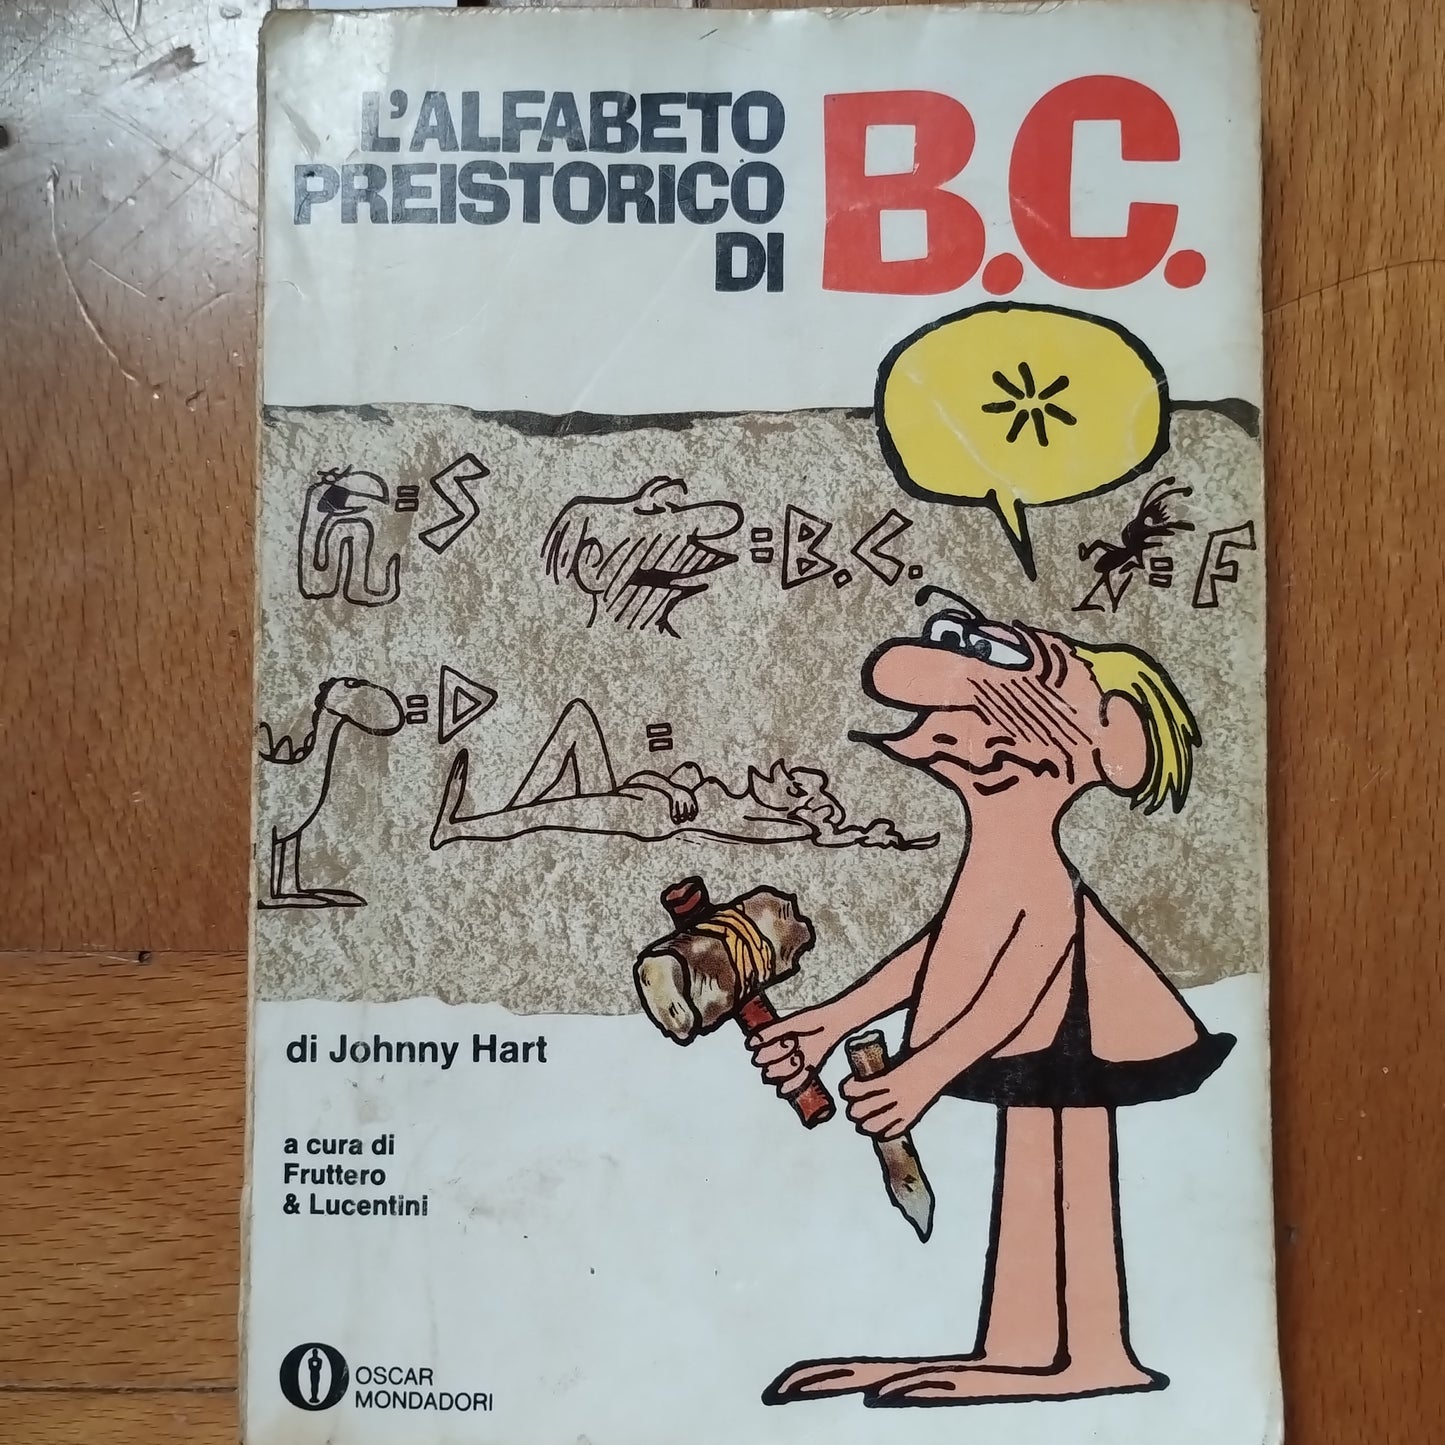 L'ALFABETO
PREISTORICO
DI
B.C.
= S
= B. C.
= F
= D
=
di Johnny Hart
a cura di
Fruttero
& Lucentini
OSCAR
MONDADORI